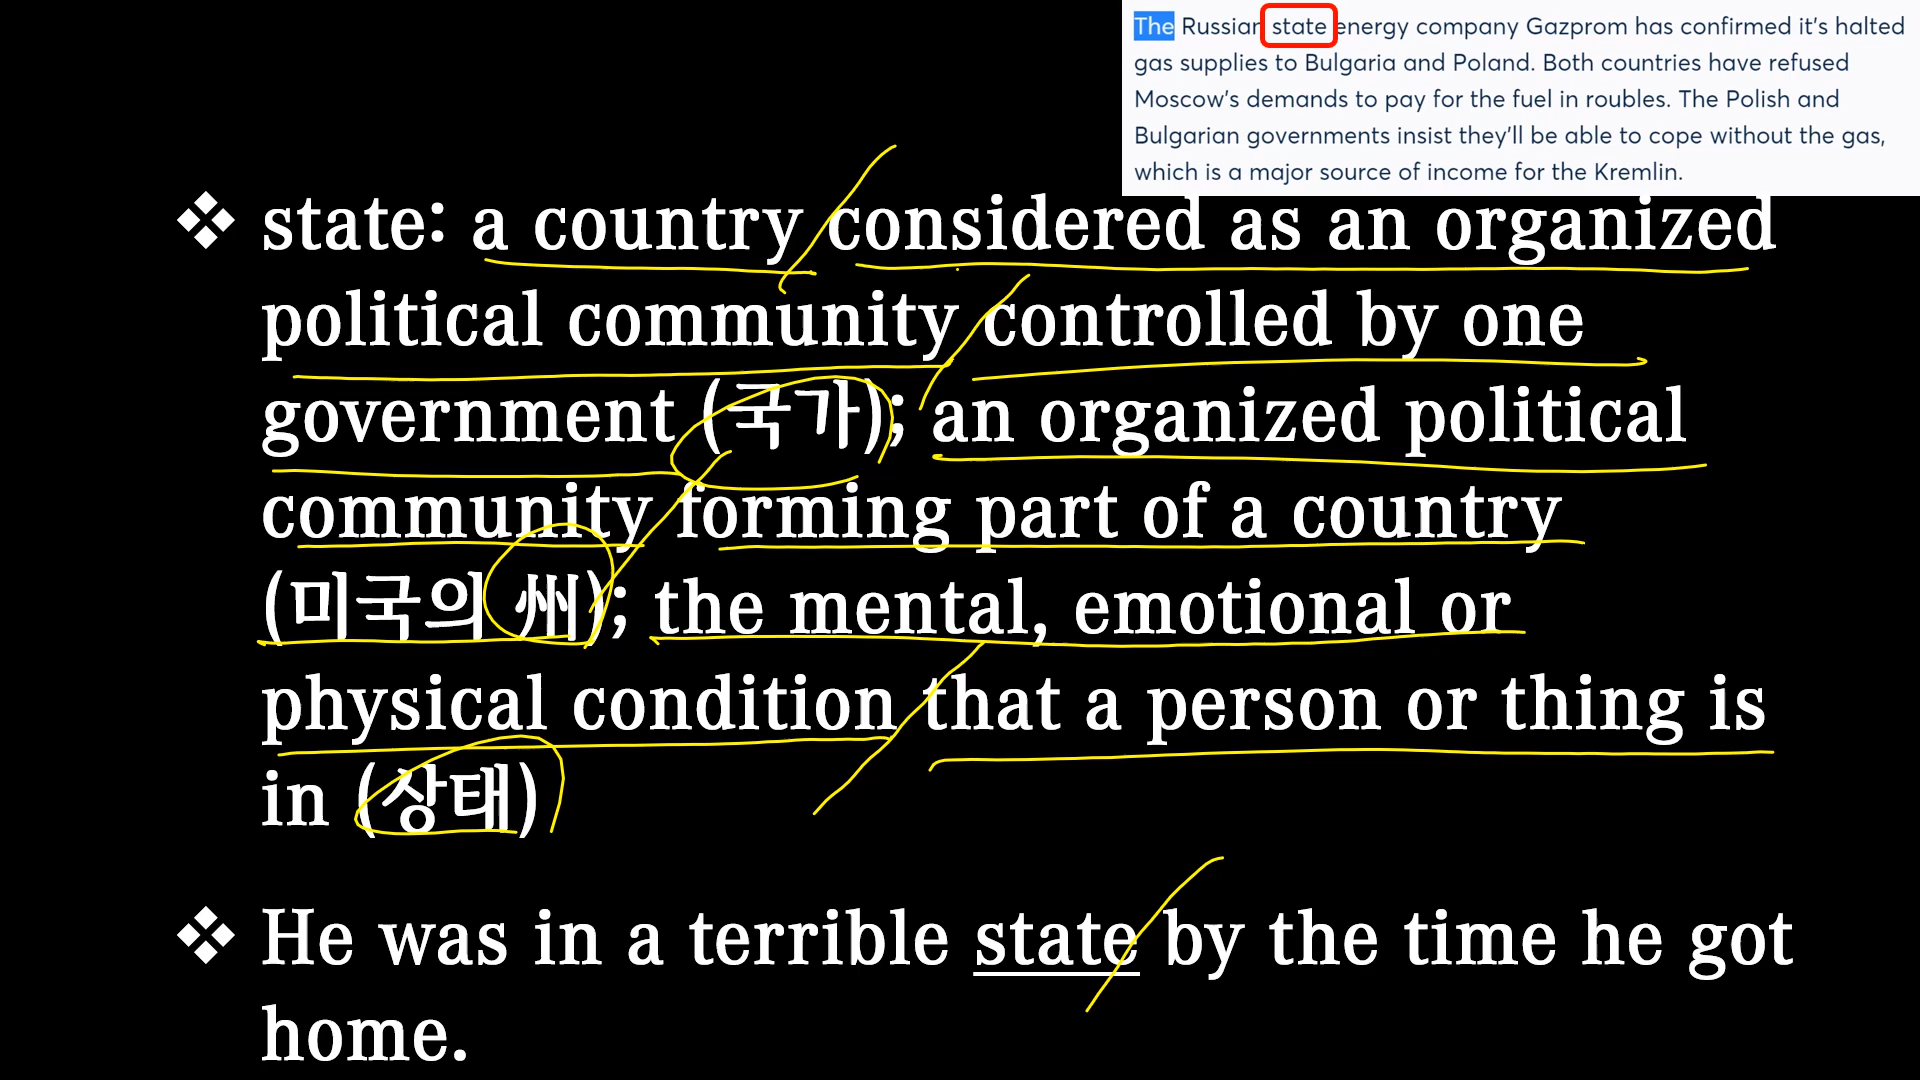 The Russian state energy company Gazprom has confirmed it's halted
gas supplies to Bulgaria and Poland. Both countries have refused
Moscow's demands to pay for the fuel in roubles. The Polish and
Bulgarian governments insist they'll be able to cope without the gas,
which is a major source of income for the Kremlin.
❖ state: a country considered as an organized
political community controlled by one
government (국가); an organized political
community forming part of a country
(미국의 州); the mental, emotional or
physical condition that a person or thing is
in (상태)
❖ He was in a terrible state by the time he got
home.